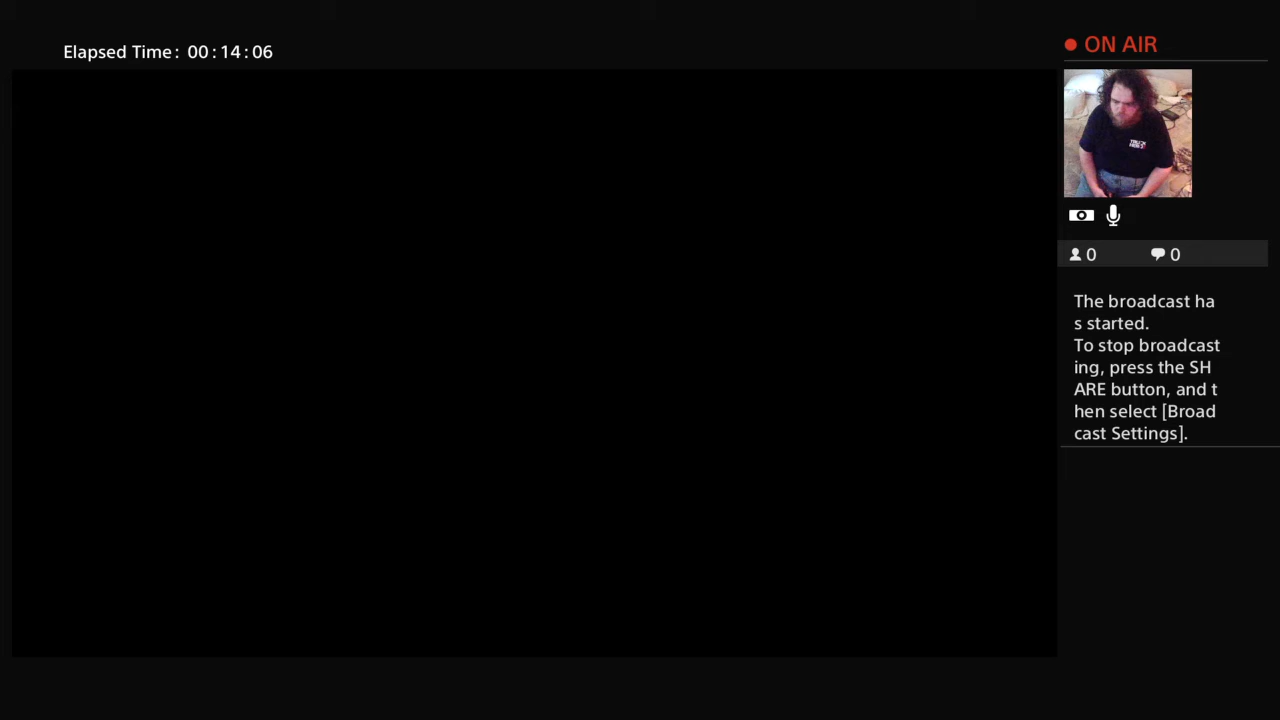 Elapsed Time: 00:14:06
ON AIR
0 0
The broadcast ha
s started.
To stop broadcast
ing, press the SH
ARE button, and t
hen select [Broad
cast Settings].